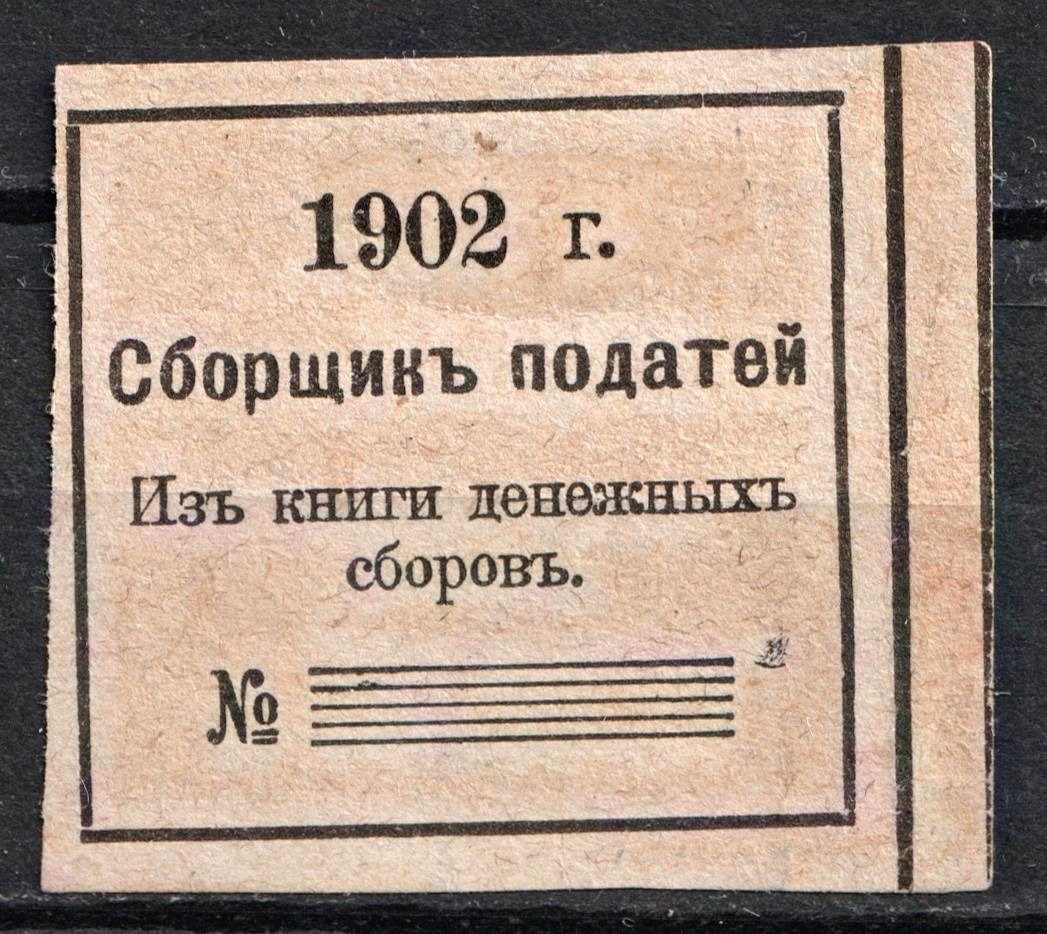 1902 г.
Сборщикъ податей
Изъ книги денежныхъ
сборовъ.
№